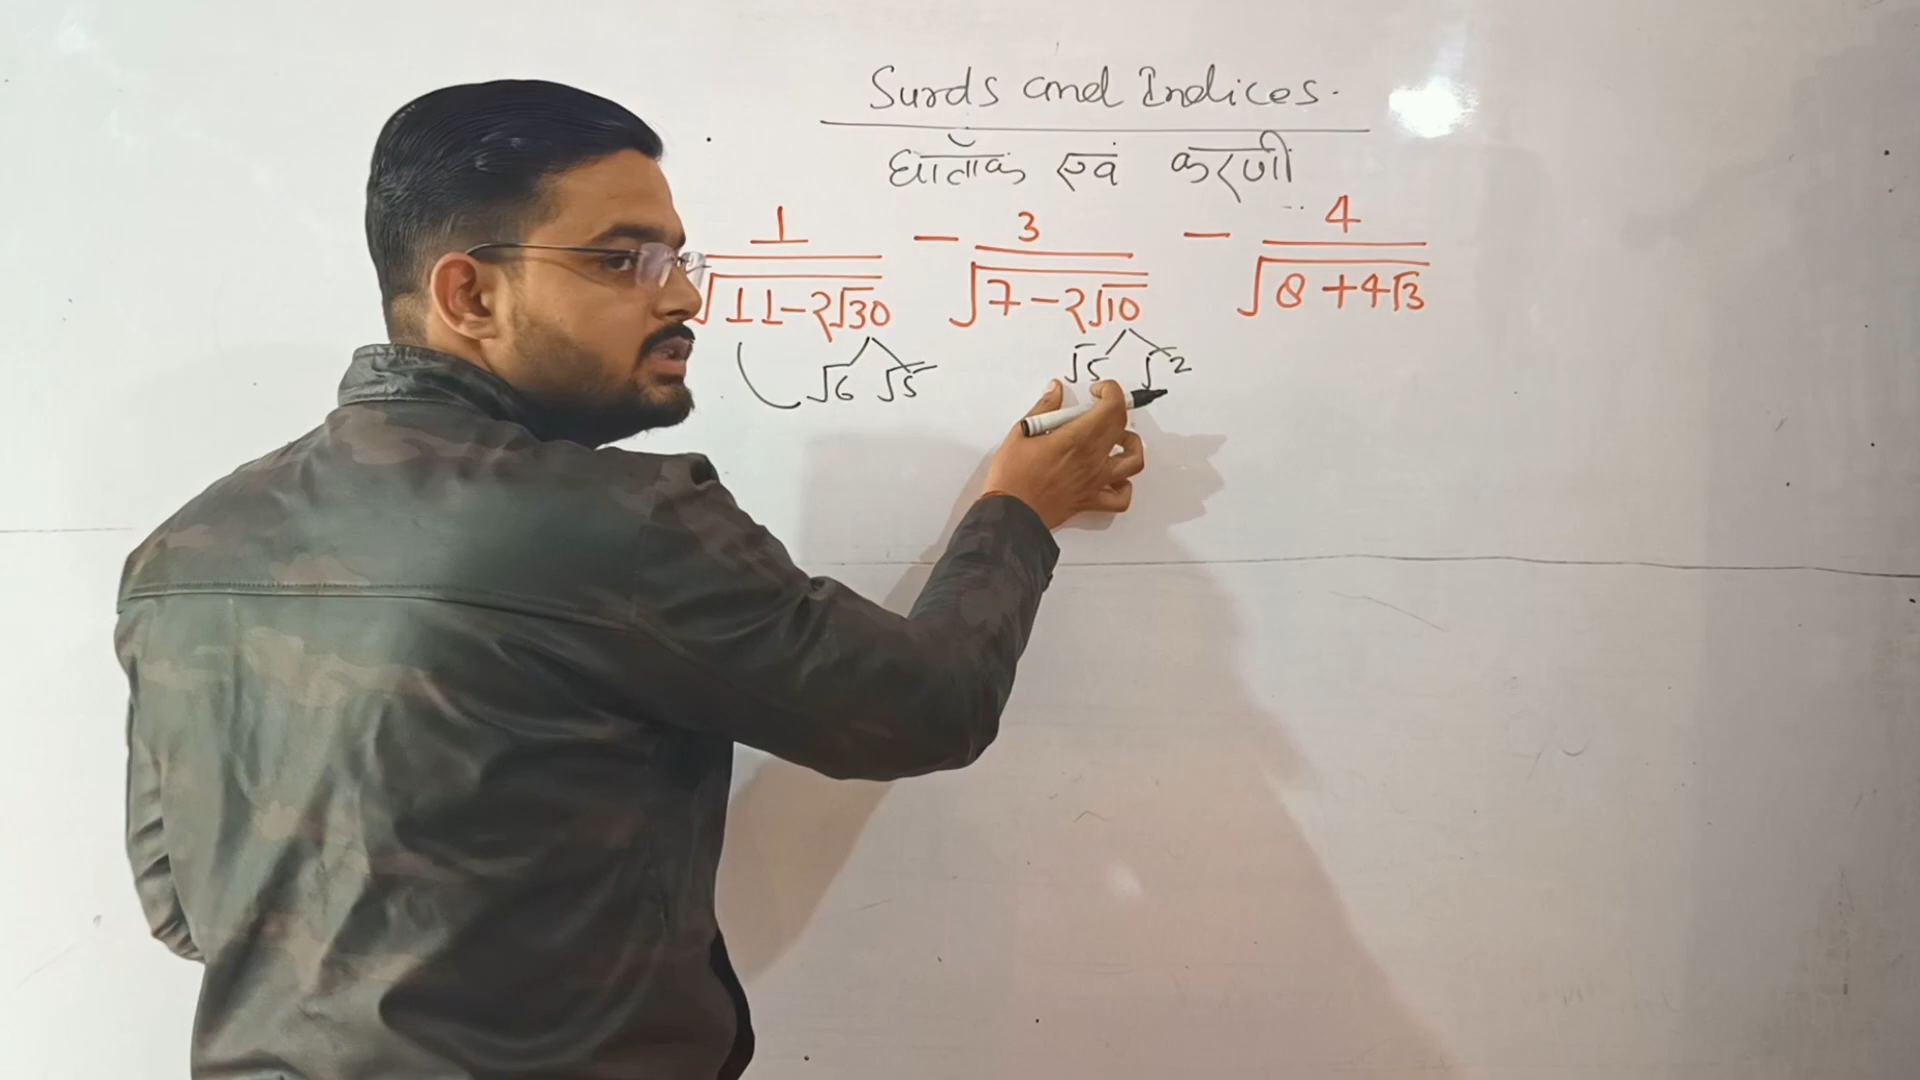 Surds and Indices.
घातांक एवं करणी
1/√(11-2√30) - 3/√(7-2√10) - 4/√(8+4√3)
√6 √5 √5 √2